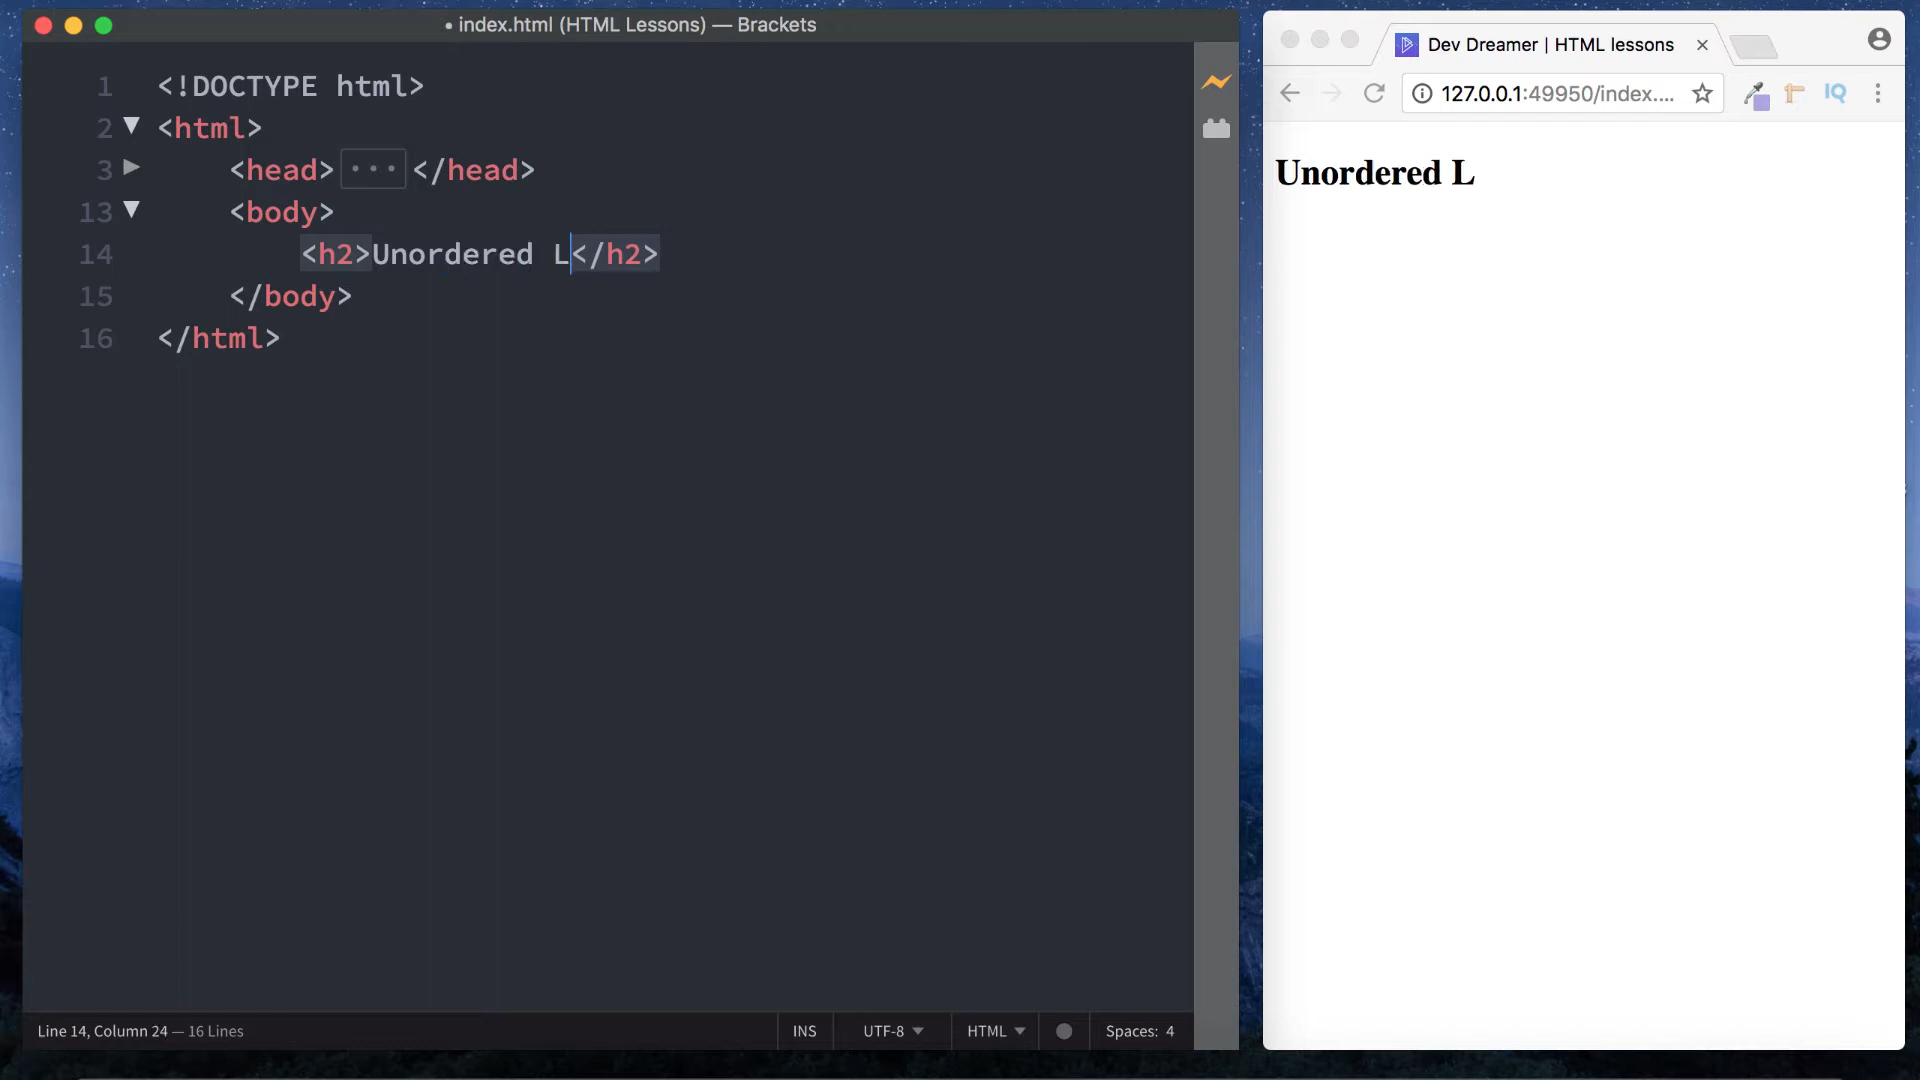 • index.html (HTML Lessons) — Brackets
1 <!DOCTYPE html>
2 <html>
3 <head>···</head>
13 <body>
14 <h2>Unordered L</h2>
15 </body>
16 </html>
Line 14, Column 24 — 16 Lines
INS
UTF-8
HTML
Spaces: 4
Dev Dreamer | HTML lessons
127.0.0.1:49950/index....
IQ
Unordered L